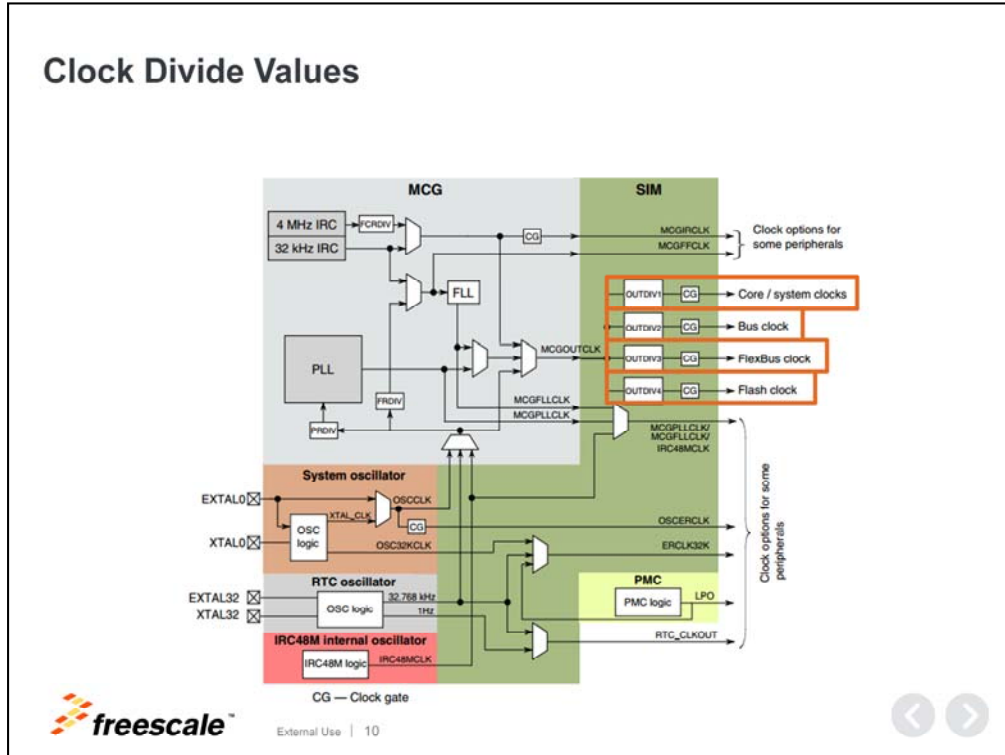 Clock Divide Values
MCG
SIM
4 MHz IRC
FCRDIV
32 kHz IRC
CG
MCGIRCLK
MCGFFCLK
Clock options for
some peripherals
FLL
OUTDIV1
CG
Core / system clocks
OUTDIV2
CG
Bus clock
MCGOUTCLK
OUTDIV3
CG
FlexBus clock
PLL
OUTDIV4
CG
Flash clock
FRDIV
MCGFLLCLK
MCGPLLCLK
PRDIV
MCGPLLCLK/
MCGFLLCLK/
IRC48MCLK
System oscillator
EXTAL0
OSCCLK
XTAL_CLK
CG
OSCERCLK
XTAL0
OSC
logic
OSC32KCLK
ERCLK32K
Clock options for some
peripherals
RTC oscillator
PMC
EXTAL32
32.768 kHz
PMC logic
LPO
OSC logic
XTAL32
1Hz
RTC_CLKOUT
IRC48M internal oscillator
IRC48M logic
IRC48MCLK
CG — Clock gate
freescale™
External Use | 10